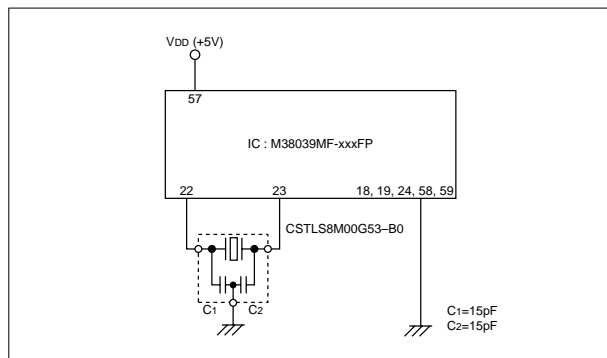 VDD (+5V)
57
IC : M38039MF-xxxFP
22 23 18, 19, 24, 58, 59
CSTLS8M00G53–B0
C1 C2
C1=15pF
C2=15pF